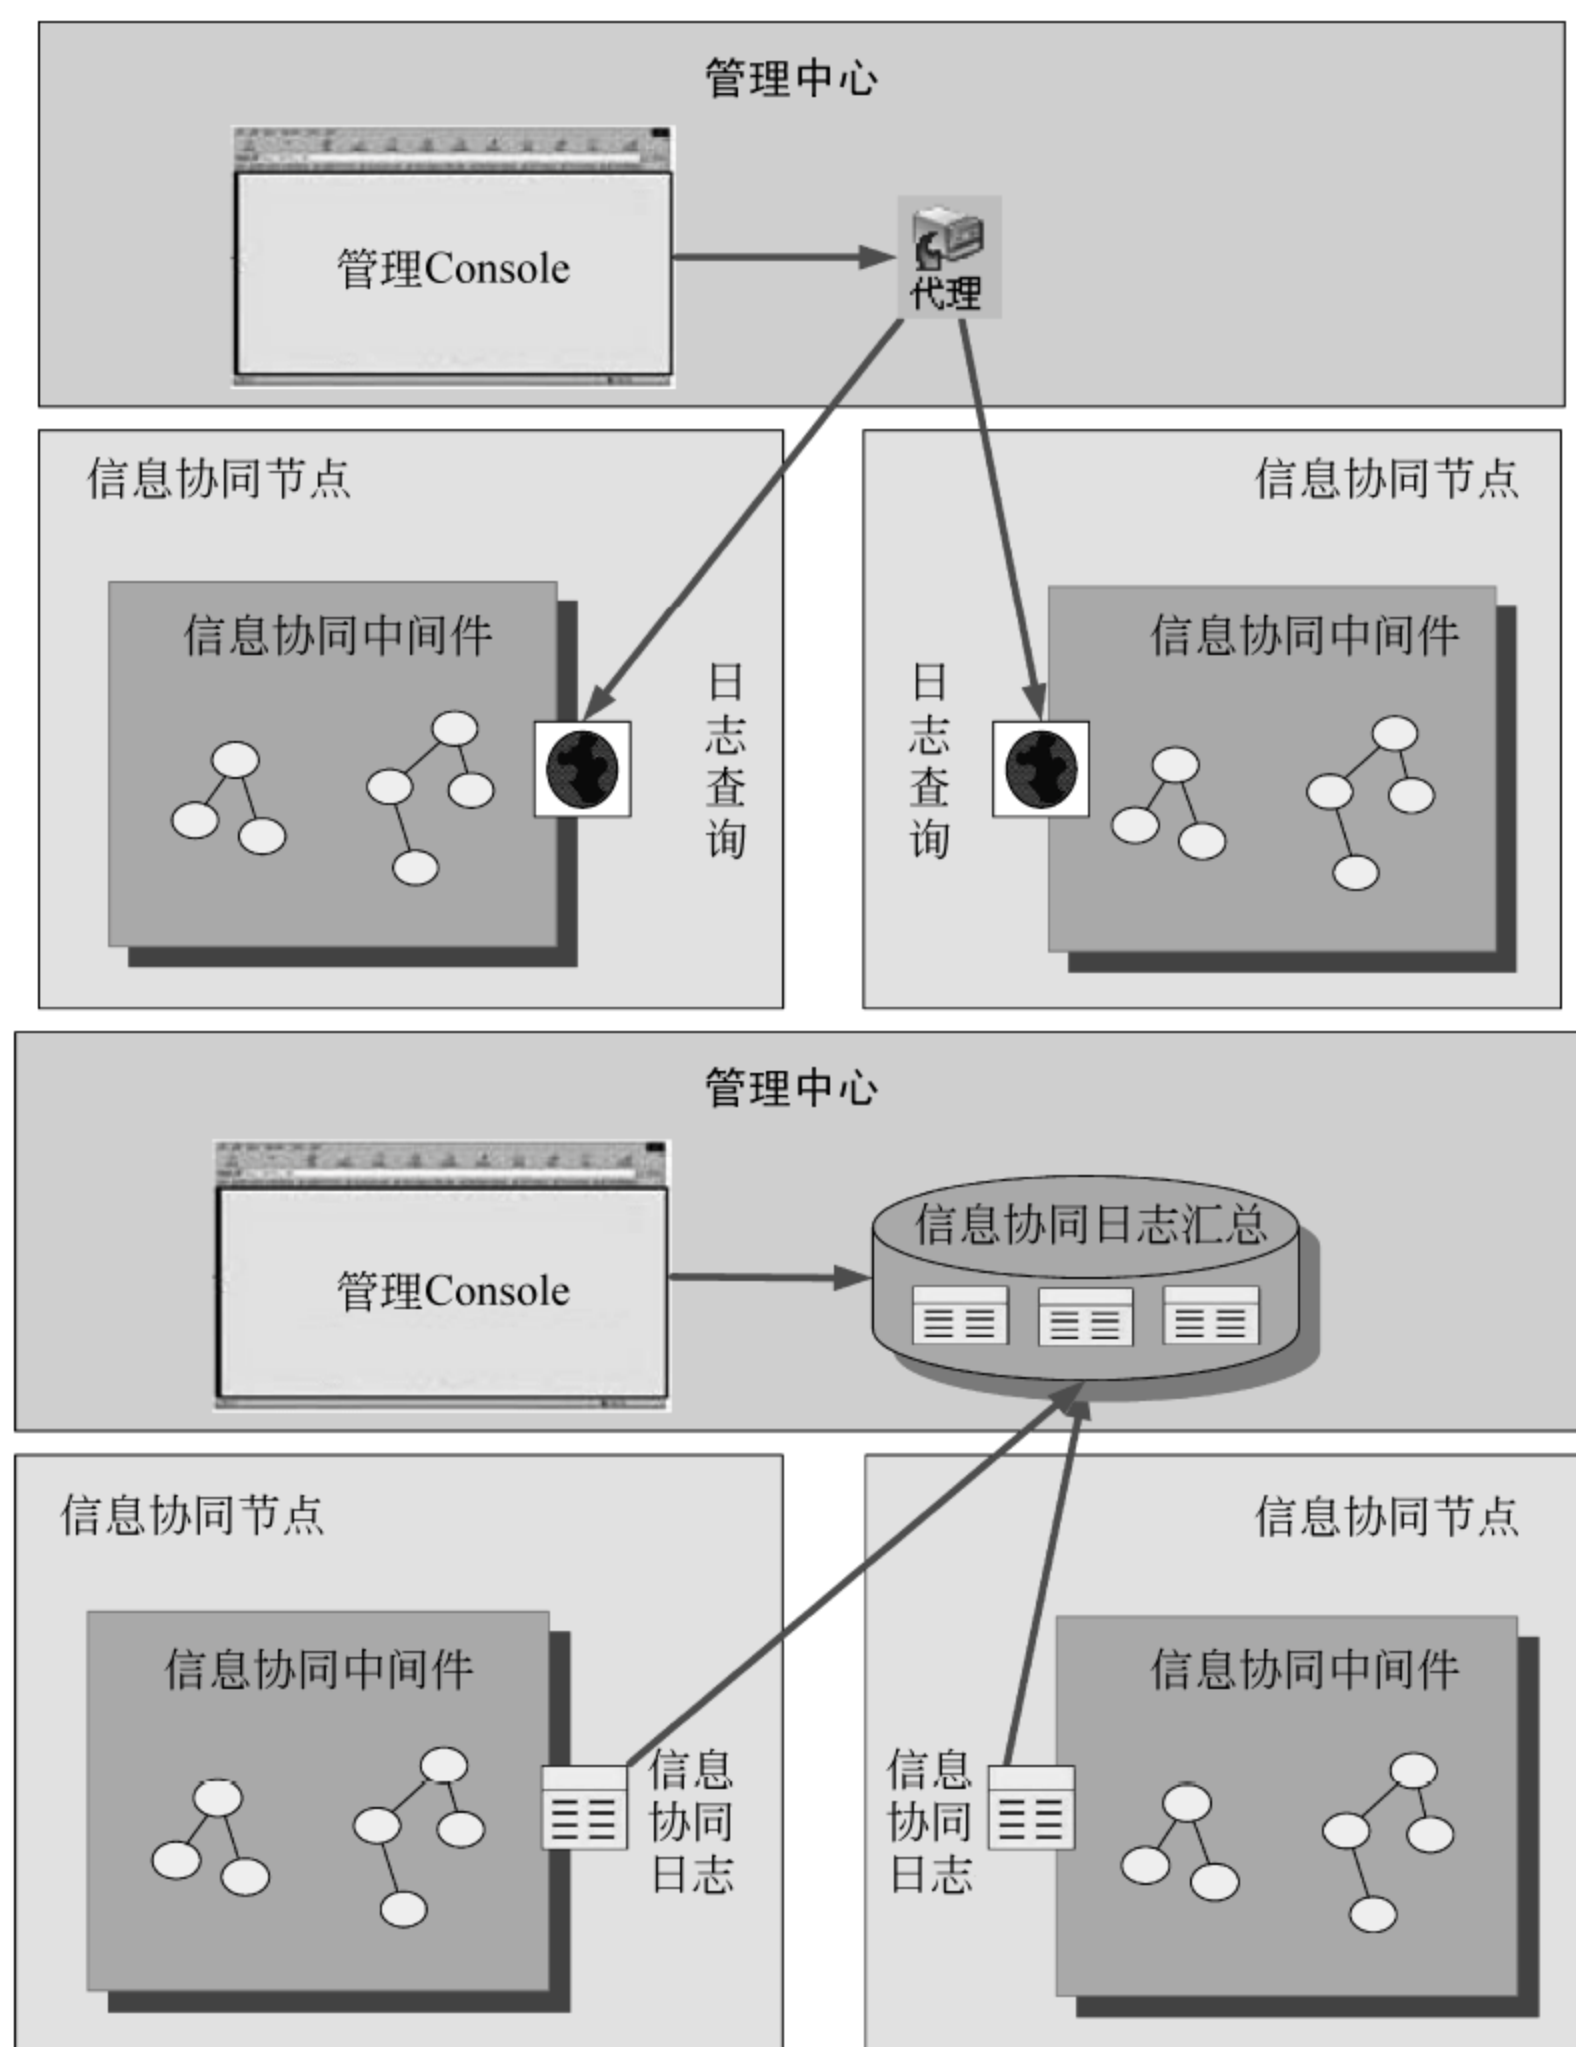 管理中心
管理Console
代理
信息协同节点
信息协同节点
信息协同中间件
日志查询
日志查询
信息协同中间件
管理中心
管理Console
信息协同日志汇总
信息协同节点
信息协同节点
信息协同中间件
信息
协同
日志
信息
协同
日志
信息协同中间件